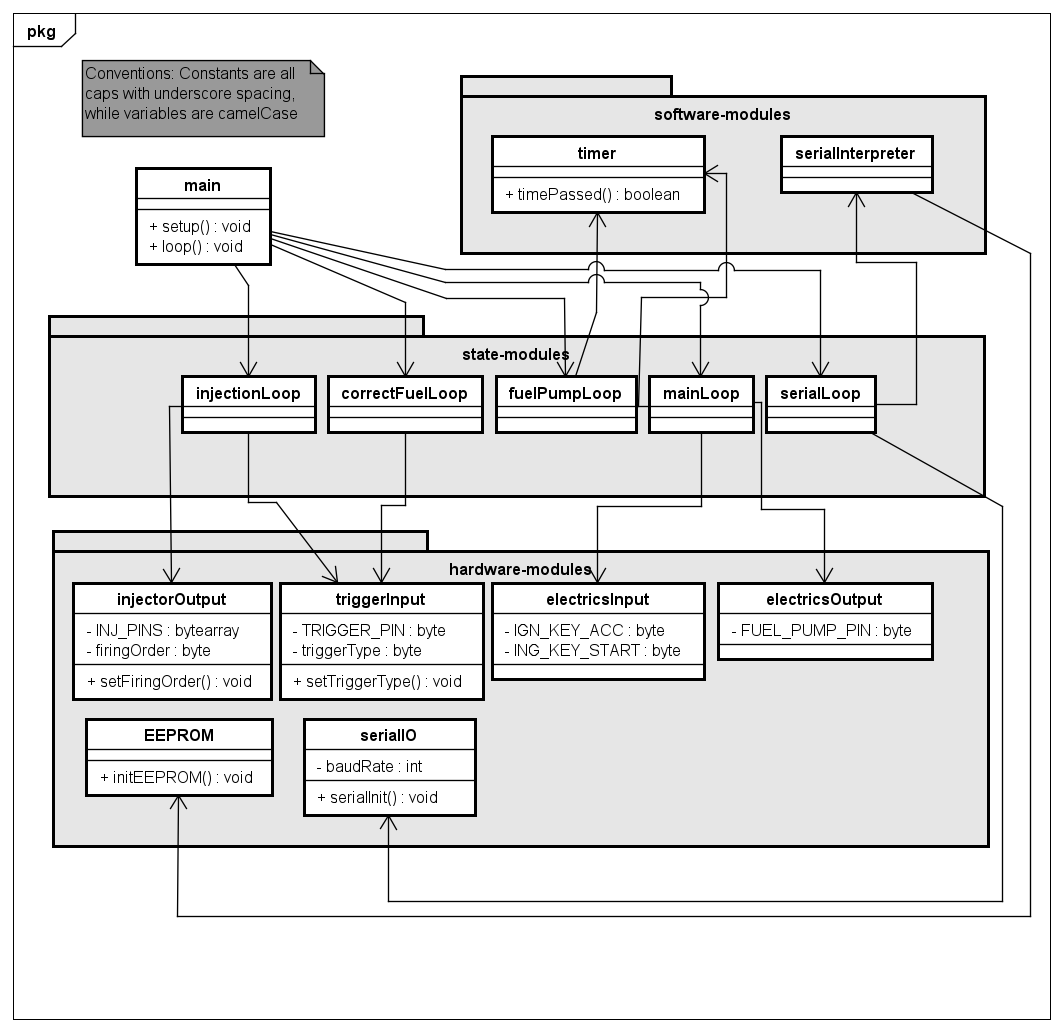 pkg
Conventions: Constants are all
caps with underscore spacing,
while variables are camelCase
software-modules
timer
+ timePassed() : boolean
serialInterpreter
main
+ setup() : void
+ loop() : void
state-modules
injectionLoop
correctFuelLoop
fuelPumpLoop
mainLoop
serialLoop
hardware-modules
injectorOutput
- INJ_PINS : bytearray
- firingOrder : byte
+ setFiringOrder() : void
triggerInput
- TRIGGER_PIN : byte
- triggerType : byte
+ setTriggerType() : void
electricsInput
- IGN_KEY_ACC : byte
- ING_KEY_START : byte
electricsOutput
- FUEL_PUMP_PIN : byte
EEPROM
+ initEEPROM() : void
serialIO
- baudRate : int
+ serialInit() : void